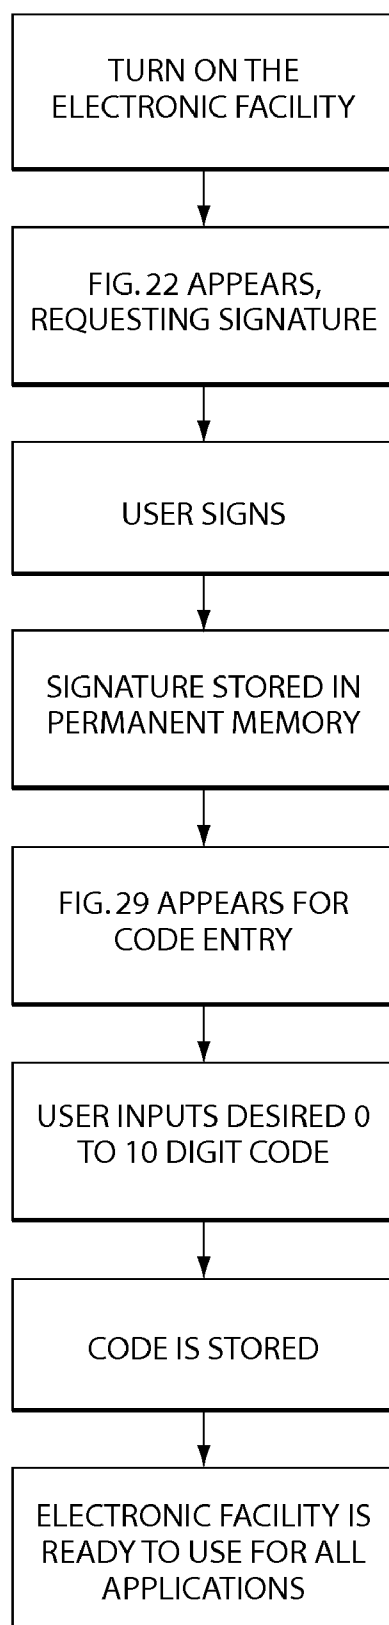 TURN ON THE
ELECTRONIC FACILITY
FIG. 22 APPEARS,
REQUESTING SIGNATURE
USER SIGNS
SIGNATURE STORED IN
PERMANENT MEMORY
FIG. 29 APPEARS FOR
CODE ENTRY
USER INPUTS DESIRED 0
TO 10 DIGIT CODE
CODE IS STORED
ELECTRONIC FACILITY IS
READY TO USE FOR ALL
APPLICATIONS